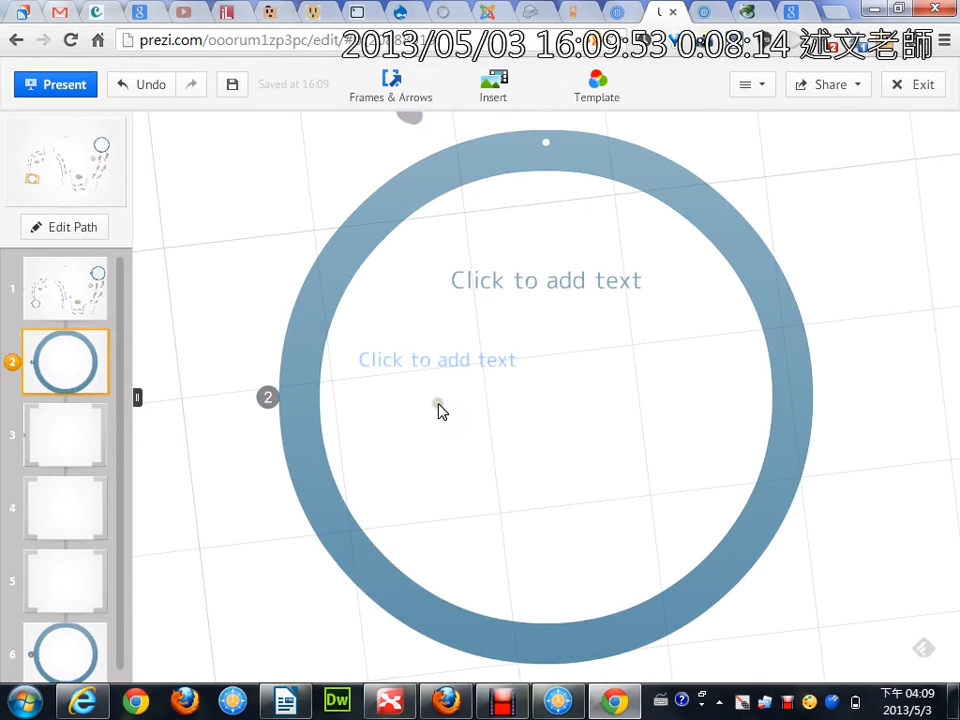 2013/05/03 16:09:53 0:08:14 述文老師
prezi.com/ooorum1zp3pc/edit/#
Present
Undo
Saved at 16:09
Frames & Arrows
Insert
Template
Share
Exit
Edit Path
1
2
3
4
5
6
2
Click to add text
Click to add text
Dw
下午 04:09
2013/5/3